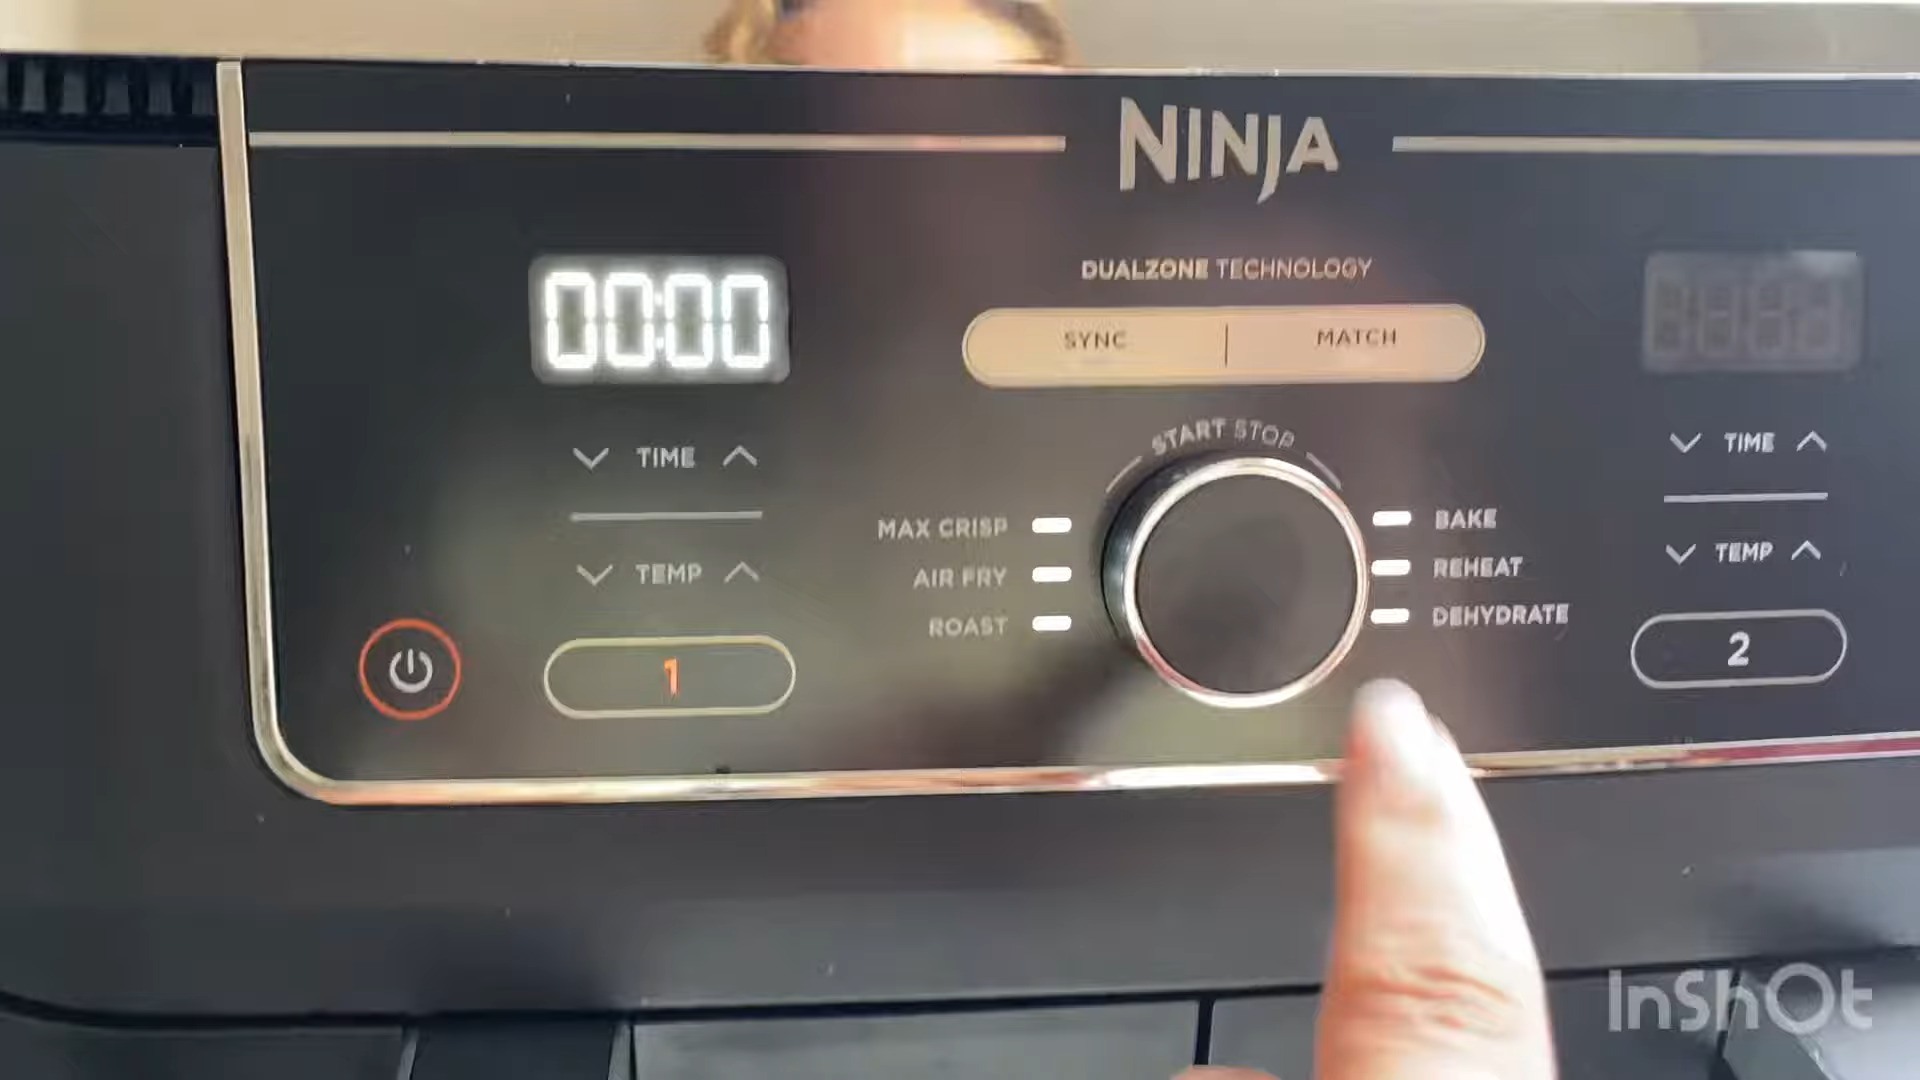 NINJA
DUALZONE TECHNOLOGY
SYNC | MATCH
00:00
START STOP
TIME
TEMP
1
MAX CRISP
AIR FRY
ROAST
BAKE
REHEAT
DEHYDRATE
TIME
TEMP
2
InShOt